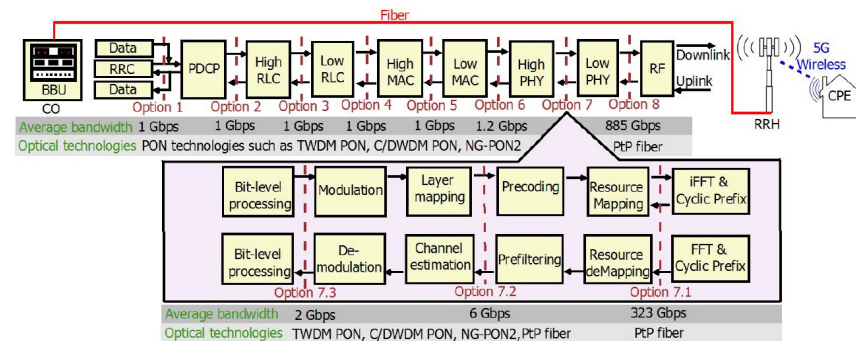 Fiber
BBU
CO
Data
RRC
Data
PDCP
High RLC
Low RLC
High MAC
Low MAC
High PHY
Low PHY
RF
Downlink
Uplink
5G Wireless
CPE
RRH
Option 1
Option 2
Option 3
Option 4
Option 5
Option 6
Option 7
Option 8
Average bandwidth 1 Gbps 1 Gbps 1 Gbps 1 Gbps 1 Gbps 1.2 Gbps 885 Gbps
Optical technologies PON technologies such as TWDM PON, C/DWDM PON, NG-PON2 PtP fiber
Bit-level processing
Modulation
Layer mapping
Precoding
Resource Mapping
iFFT & Cyclic Prefix
Bit-level processing
De-modulation
Channel estimation
Prefiltering
Resource deMapping
FFT & Cyclic Prefix
Option 7.3
Option 7.2
Option 7.1
Average bandwidth 2 Gbps 6 Gbps 323 Gbps
Optical technologies TWDM PON, C/DWDM PON, NG-PON2,PtP fiber PtP fiber